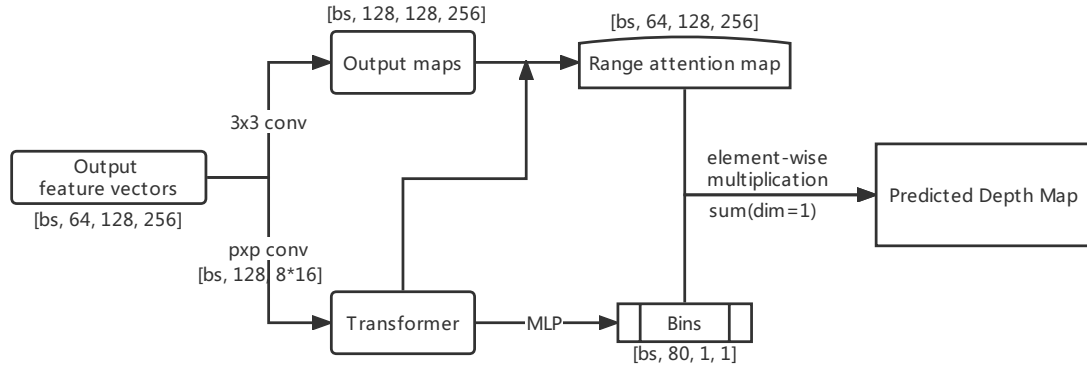 [bs, 128, 128, 256]
[bs, 64, 128, 256]
Output maps
Range attention map
3x3 conv
Output
feature vectors
[bs, 64, 128, 256]
element-wise
multiplication
sum(dim=1)
Predicted Depth Map
pxp conv
[bs, 128, 8*16]
Transformer
MLP
Bins
[bs, 80, 1, 1]